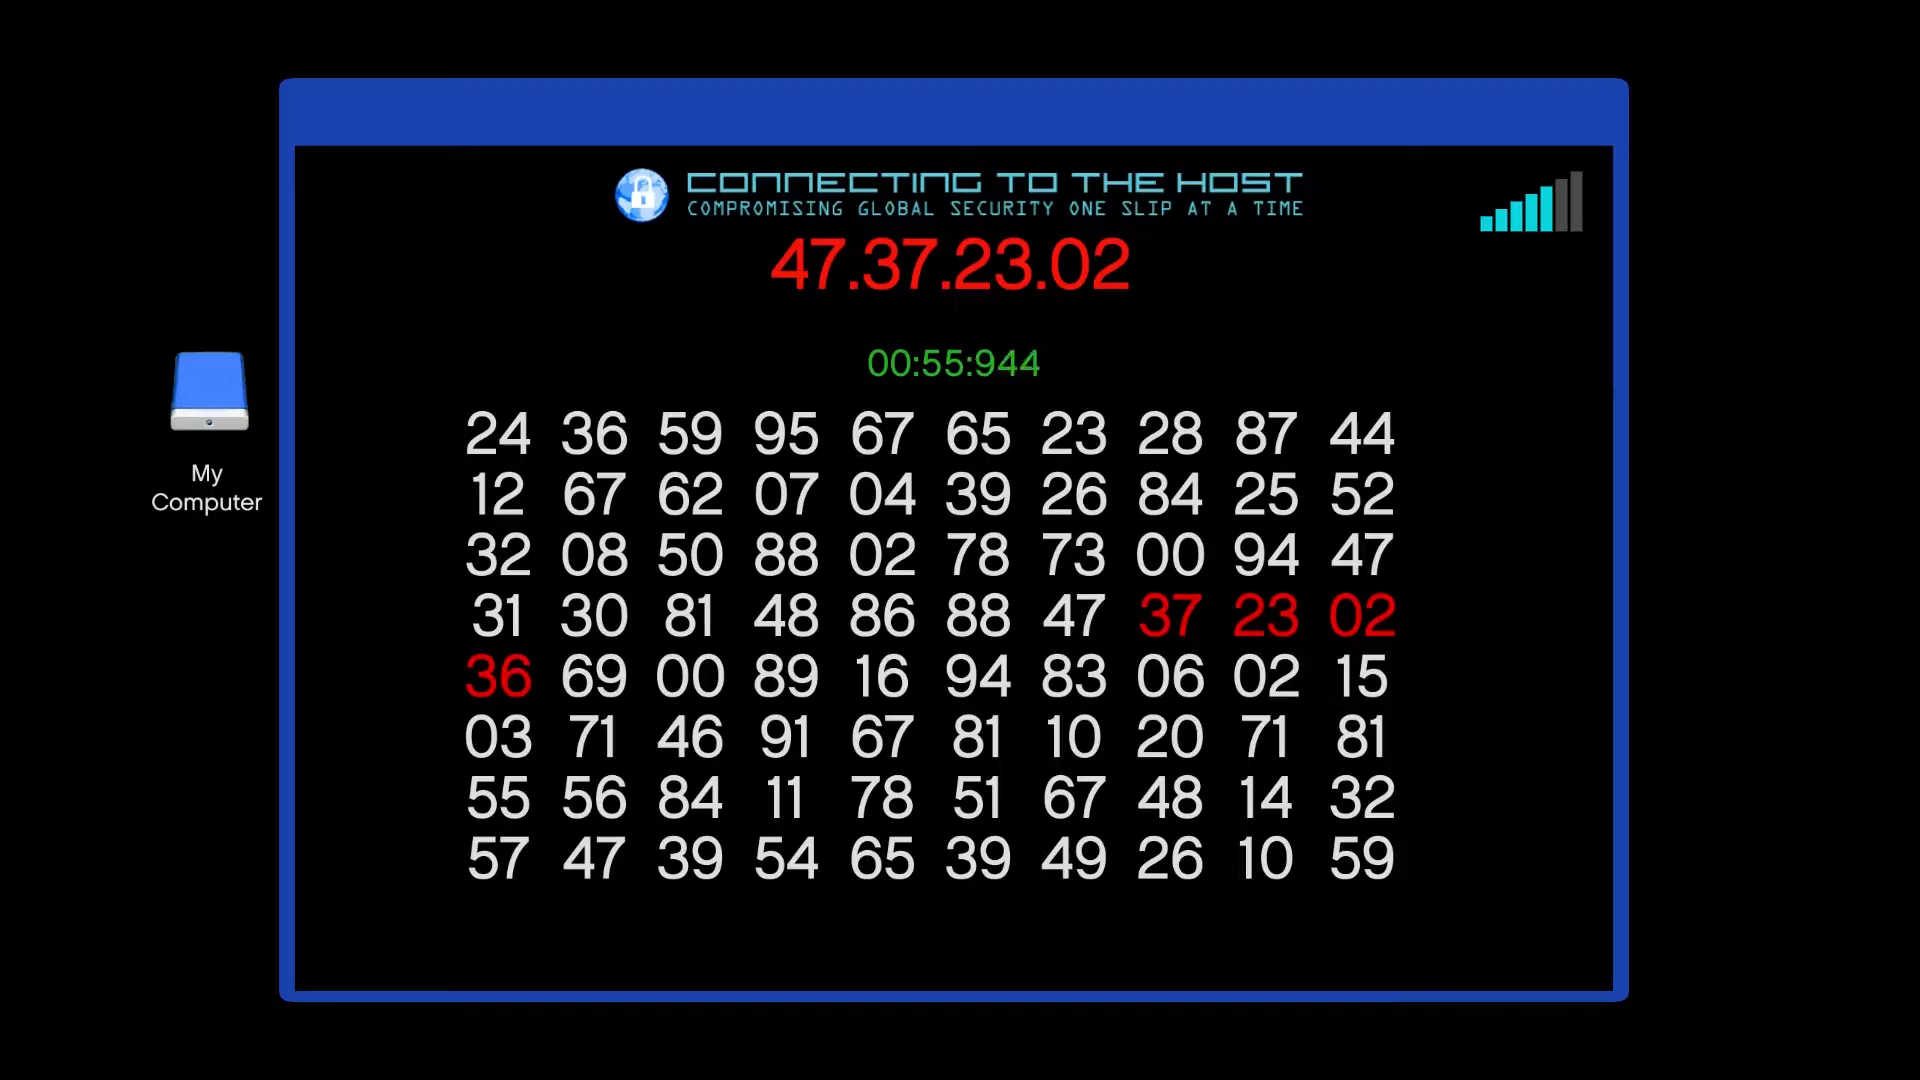 CONNECTING TO THE HOST
COMPROMISING GLOBAL SECURITY ONE SLIP AT A TIME
47.37.23.02
00:55:944
My
Computer
24 36 59 95 67 65 23 28 87 44
12 67 62 07 04 39 26 84 25 52
32 08 50 88 02 78 73 00 94 47
31 30 81 48 86 88 47 37 23 02
36 69 00 89 16 94 83 06 02 15
03 71 46 91 67 81 10 20 71 81
55 56 84 11 78 51 67 48 14 32
57 47 39 54 65 39 49 26 10 59